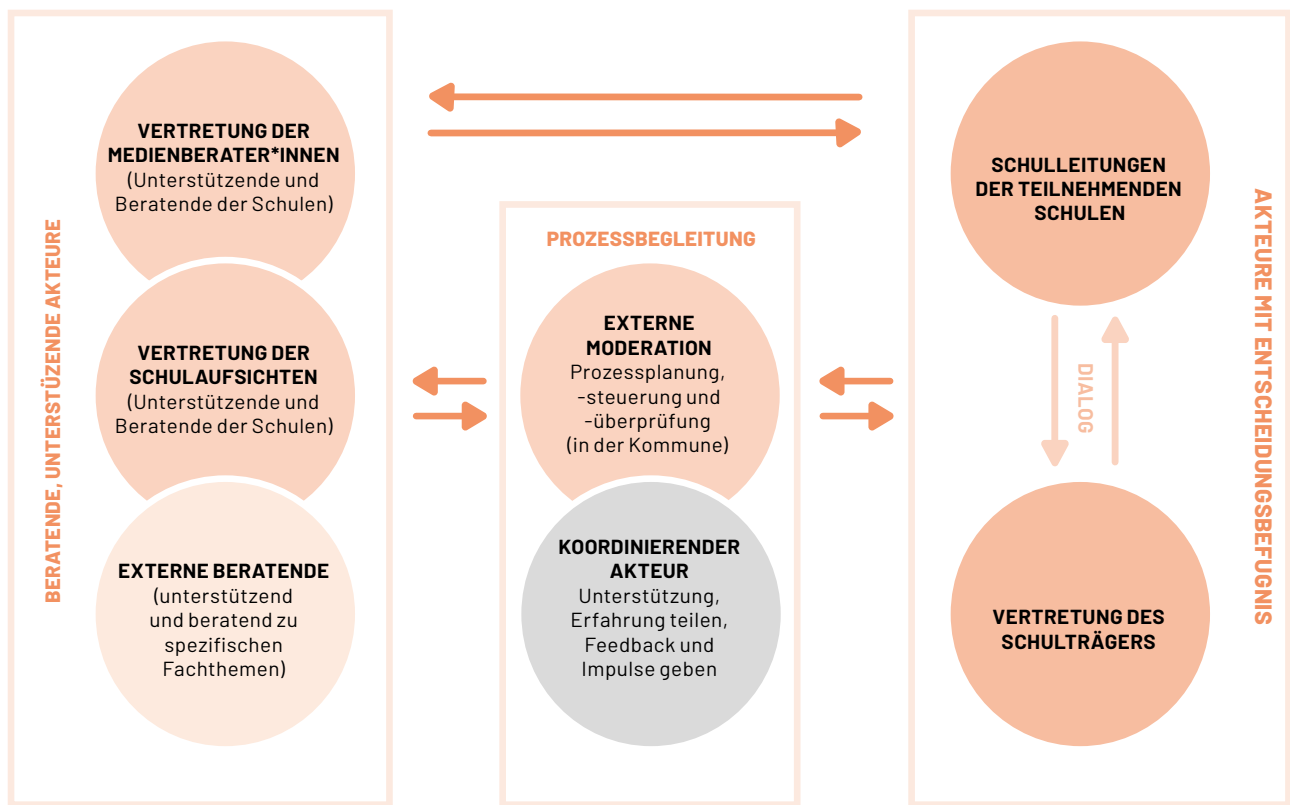 BERATENDE, UNTERSTÜZENDE AKTEURE
VERTRETUNG DER
MEDIENBERATER*INNEN
(Unterstützende und
Beratende der Schulen)
VERTRETUNG DER
SCHULAUFSICHTEN
(Unterstützende und
Beratende der Schulen)
EXTERNE BERATENDE
(unterstützend
und beratend zu
spezifischen
Fachthemen)
PROZESSBEGLEITUNG
EXTERNE
MODERATION
Prozessplanung,
-steuerung und
-überprüfung
(in der Kommune)
KOORDINIERENDER
AKTEUR
Unterstützung,
Erfahrung teilen,
Feedback und
Impulse geben
SCHULLEITUNGEN
DER TEILNEHMENDEN
SCHULEN
DIALOG
VERTRETUNG DES
SCHULTRÄGERS
AKTEURE MIT ENTSCHEIDUNGSBEFUGNIS